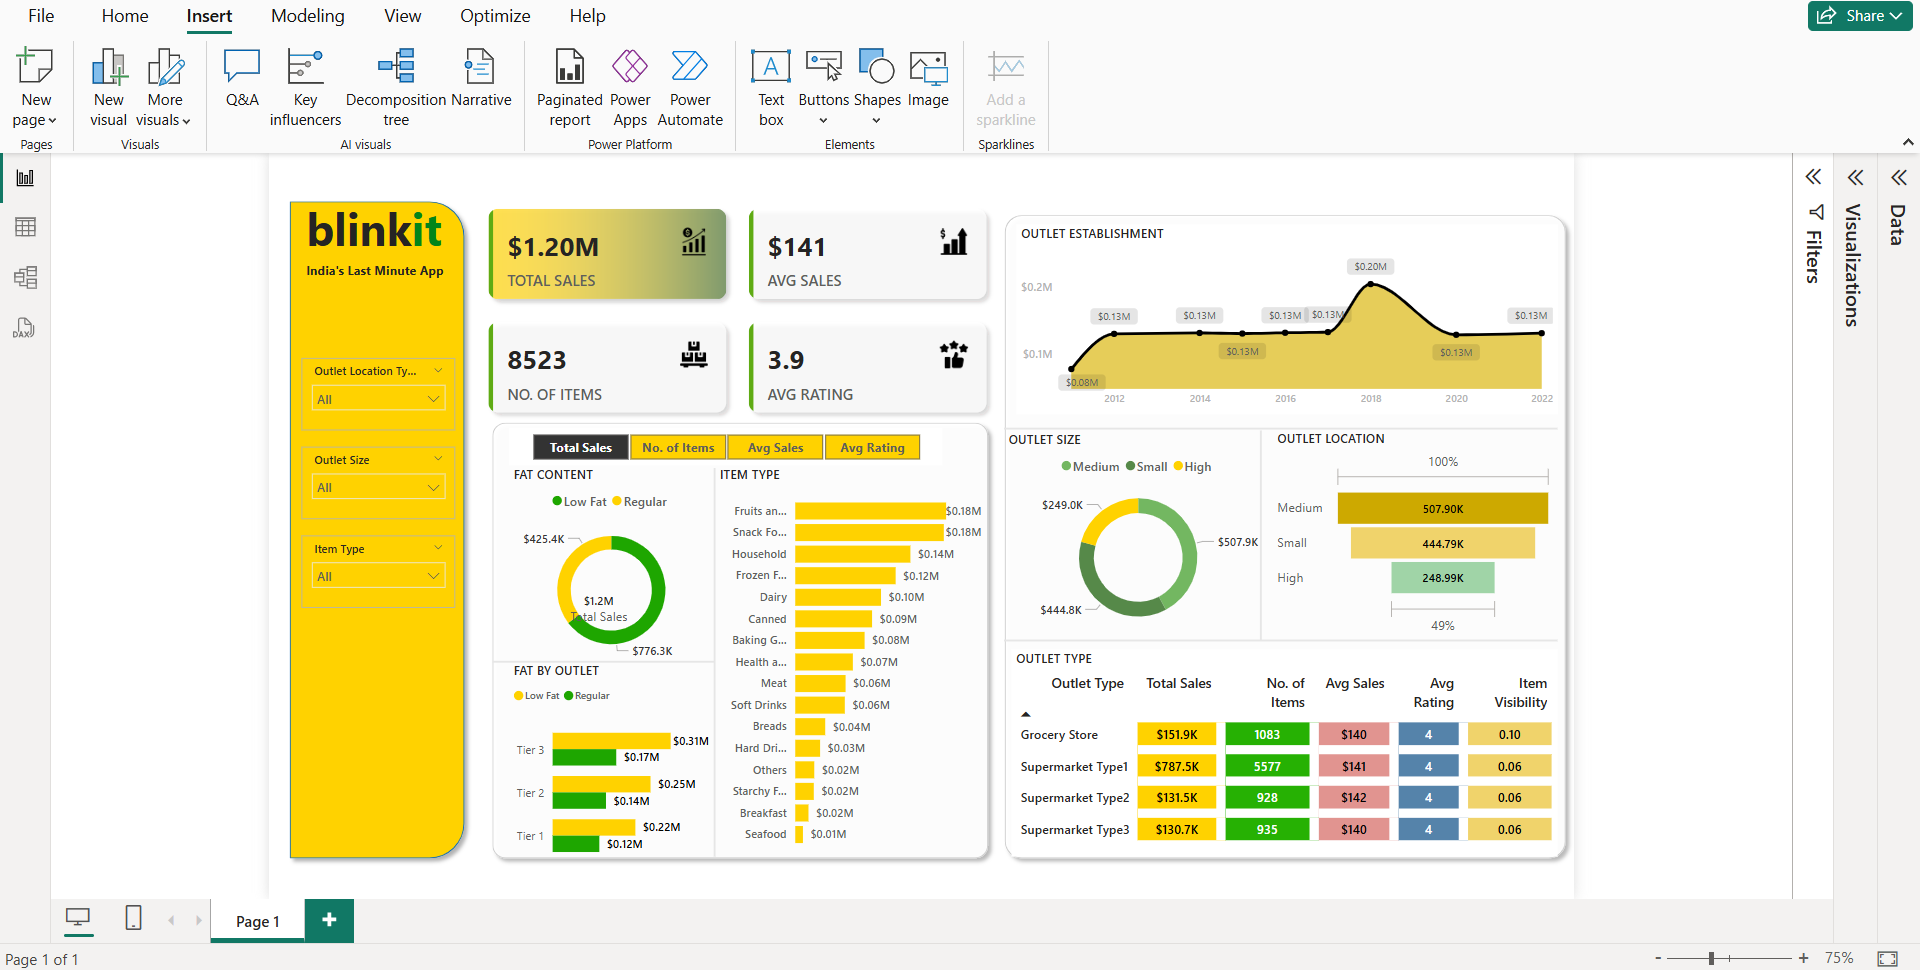 File Home Insert Modeling View Optimize Help
Share
New page
New visual
More visuals
Q&A
Key influencers
Decomposition tree
Narrative
Paginated report
Power Apps
Power Automate
Text box
Buttons
Shapes
Image
Add a sparkline
Pages
Visuals
AI visuals
Power Platform
Elements
Sparklines
DAX
blinkit
India's Last Minute App
Outlet Location Ty...
All
Outlet Size
All
Item Type
All
$1.20M
TOTAL SALES
$141
AVG SALES
8523
NO. OF ITEMS
3.9
AVG RATING
Total Sales No. of Items Avg Sales Avg Rating
FAT CONTENT
Low Fat Regular
$425.4K
$1.2M
Total Sales
$776.3K
FAT BY OUTLET
Low Fat Regular
Tier 3 $0.31M
$0.17M
Tier 2 $0.25M
$0.14M
Tier 1 $0.22M
$0.12M
ITEM TYPE
Fruits an... $0.18M
Snack Fo... $0.18M
Household $0.14M
Frozen F... $0.12M
Dairy $0.10M
Canned $0.09M
Baking G... $0.08M
Health a... $0.07M
Meat $0.06M
Soft Drinks $0.06M
Breads $0.04M
Hard Dri... $0.03M
Others $0.02M
Starchy F... $0.02M
Breakfast $0.02M
Seafood $0.01M
OUTLET ESTABLISHMENT
$0.2M
$0.1M
$0.08M
$0.13M
$0.13M
$0.13M
$0.13M
$0.13M
$0.20M
$0.13M
$0.13M
2012 2014 2016 2018 2020 2022
OUTLET SIZE
Medium Small High
$249.0K
$507.9K
$444.8K
OUTLET LOCATION
100%
Medium 507.90K
Small 444.79K
High 248.99K
49%
OUTLET TYPE
Outlet Type Total Sales No. of Items Avg Sales Avg Rating Item Visibility
Grocery Store $151.9K 1083 $140 4 0.10
Supermarket Type1 $787.5K 5577 $141 4 0.06
Supermarket Type2 $131.5K 928 $142 4 0.06
Supermarket Type3 $130.7K 935 $140 4 0.06
Filters
Visualizations
Data
Page 1
+
Page 1 of 1
- + 75%